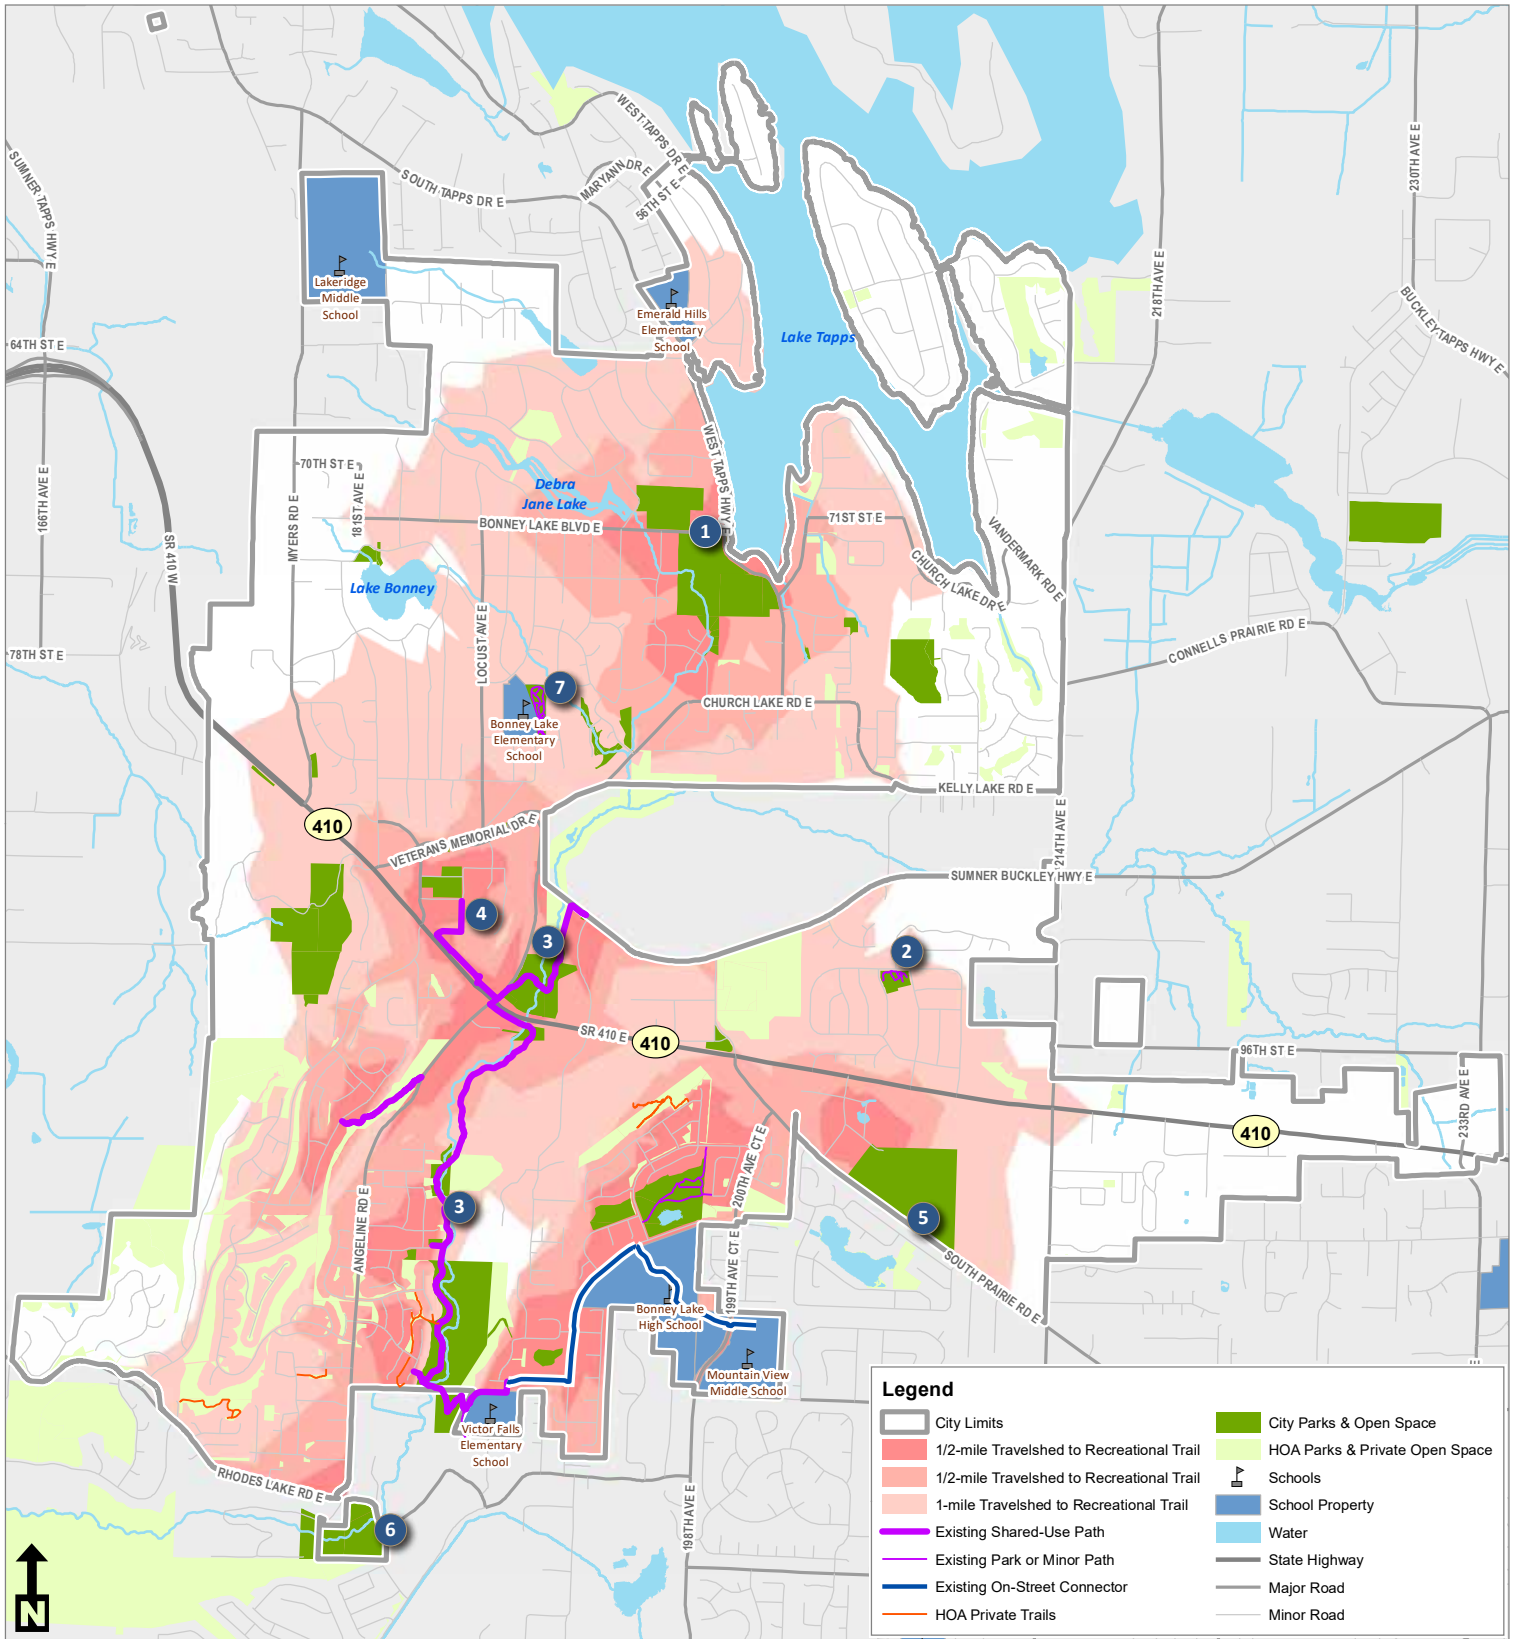 WEST TAPPS DR E
SUMNER TAPPS HWY E
SOUTH TAPPS DR E
MARYANN DR E
56TH ST E
230TH AVE E
218TH AVE E
Lakeridge
Middle
School
Emerald Hills
Elementary
School
Lake Tapps
BUCKLEY TAPPS HWY E
64TH ST E
WEST TAPPS HWY E
70TH ST E
181ST AVE E
166TH AVE E
MYERS RD E
SR 410 W
Debra
Jane Lake
BONNEY LAKE BLVD E
1
71ST ST E
VANDERMARK RD E
CHURCH LAKE DR E
Lake Bonney
LOCUST AVE E
CONNELLS PRAIRIE RD E
78TH ST E
7
CHURCH LAKE RD E
Bonney Lake
Elementary
School
KELLY LAKE RD E
410
VETERANS MEMORIAL DR E
214TH AVE E
SUMNER BUCKLEY HWY E
4
3
2
SR 410 E
410
96TH ST E
233RD AVE E
410
200TH AVE CT E
ANGELINE RD E
3
5
199TH AVE CT E
SOUTH PRAIRIE RD E
Bonney Lake
High School
Mountain View
Middle School
Victor Falls
Elementary
School
RHODES LAKE RD E
198TH AVE E
6
N
Legend
City Limits
1/2-mile Travelshed to Recreational Trail
1/2-mile Travelshed to Recreational Trail
1-mile Travelshed to Recreational Trail
Existing Shared-Use Path
Existing Park or Minor Path
Existing On-Street Connector
HOA Private Trails
City Parks & Open Space
HOA Parks & Private Open Space
Schools
School Property
Water
State Highway
Major Road
Minor Road